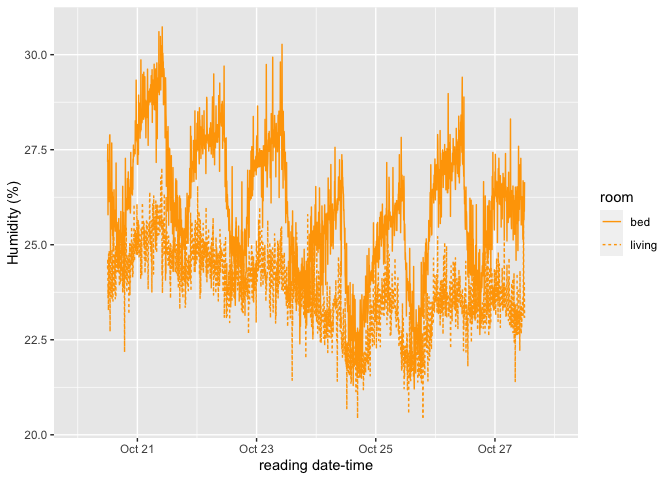 30.0
27.5
25.0
22.5
20.0
Humidity (%)
Oct 21
Oct 23
Oct 25
Oct 27
reading date-time
room
bed
living